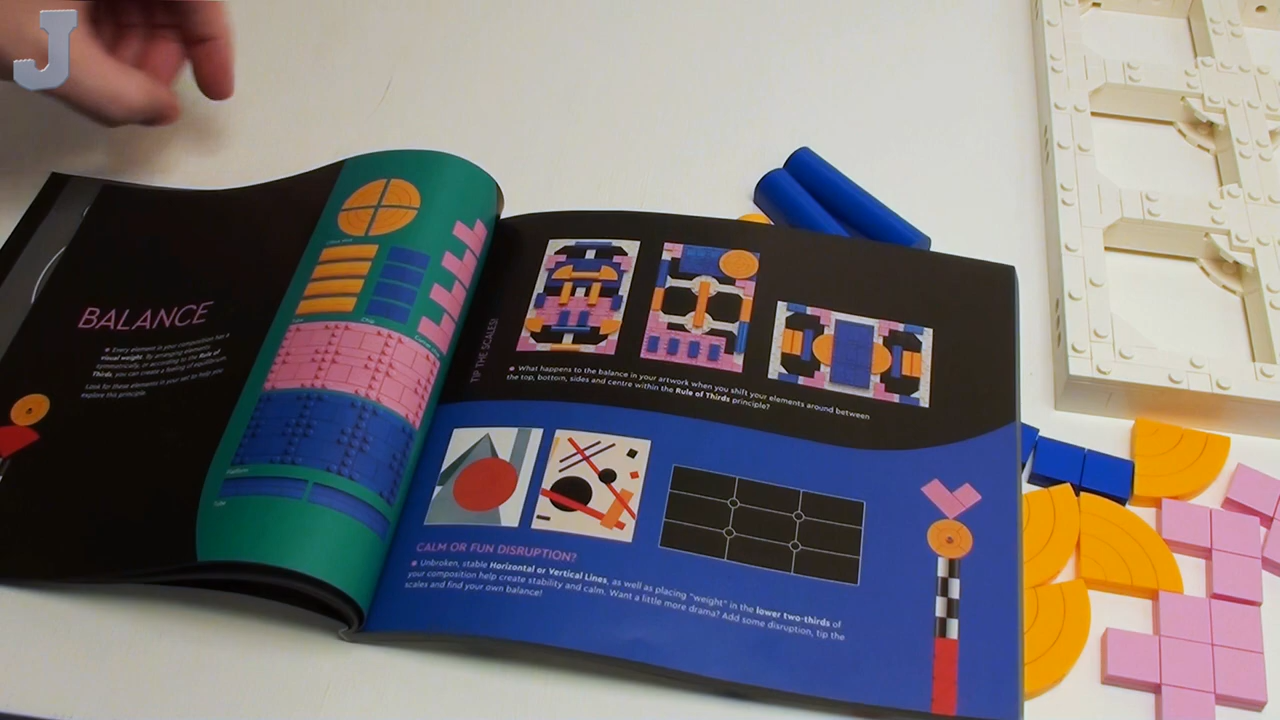 J
BALANCE
Every element in your composition has a
visual weight. By arranging elements
symmetrically, or according to the Rule of
Thirds, you can create a feeling of equilibrium.
Look for these elements in your set to help you
explore this principle.
Tube
TIP THE SCALES!
What happens to the balance in your artwork when you shift your elements around between
the top, bottom, sides and centre within the Rule of Thirds principle?
CALM OR FUN DISRUPTION?
Unbroken, stable Horizontal or Vertical Lines, as well as placing "weight" in the lower two-thirds of
your composition help create stability and calm. Want a little more drama? Add some disruption, tip the
scales and find your own balance!